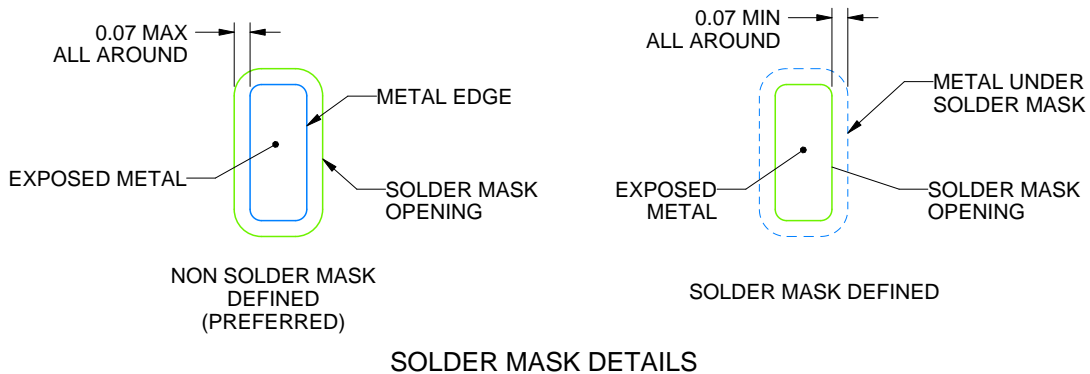 0.07 MAX
ALL AROUND
METAL EDGE
EXPOSED METAL
SOLDER MASK
OPENING
NON SOLDER MASK
DEFINED
(PREFERRED)
0.07 MIN
ALL AROUND
METAL UNDER
SOLDER MASK
EXPOSED
METAL
SOLDER MASK
OPENING
SOLDER MASK DEFINED
SOLDER MASK DETAILS